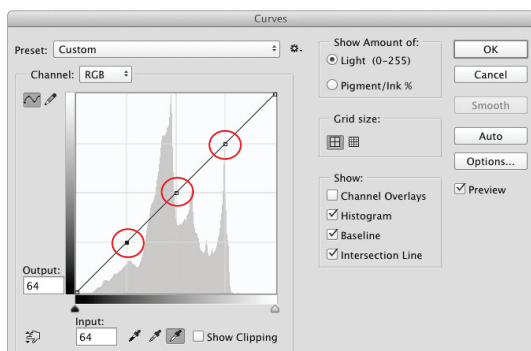 Curves
Preset: Custom
Channel: RGB
Output:
64
Input:
64
Show Clipping
Show Amount of:
Light (0–255)
Pigment/Ink %
Grid size:
Show:
Channel Overlays
Histogram
Baseline
Intersection Line
OK
Cancel
Smooth
Auto
Options...
Preview